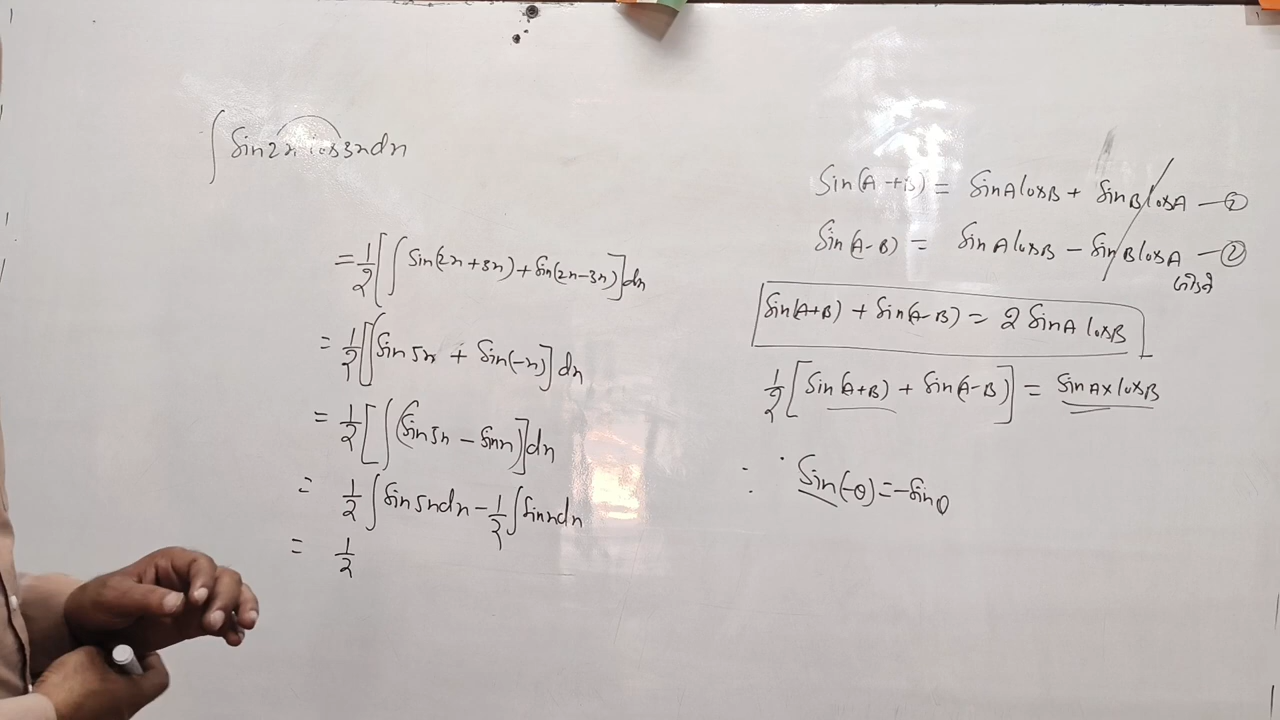 ∫ Sin2x cos3x dx
= 1/2 [∫ Sin(2x+3x) + Sin(2x-3x)] dx
= 1/2 [∫ Sin5x + Sin(-x)] dx
= 1/2 [∫ (Sin5x - Sinx] dx
= 1/2 ∫ Sin5x dx - 1/2 ∫ Sinx dx
= 1/2
Sin(A+B) = SinA CosB + SinB CosA — ①
Sin(A-B) = SinA CosB - SinB CosA — ②
Sin(A+B) + Sin(A-B) = 2 SinA CosB
1/2 [Sin(A+B) + Sin(A-B)] = SinA x CosB
∵ Sin(-θ) = -Sinθ